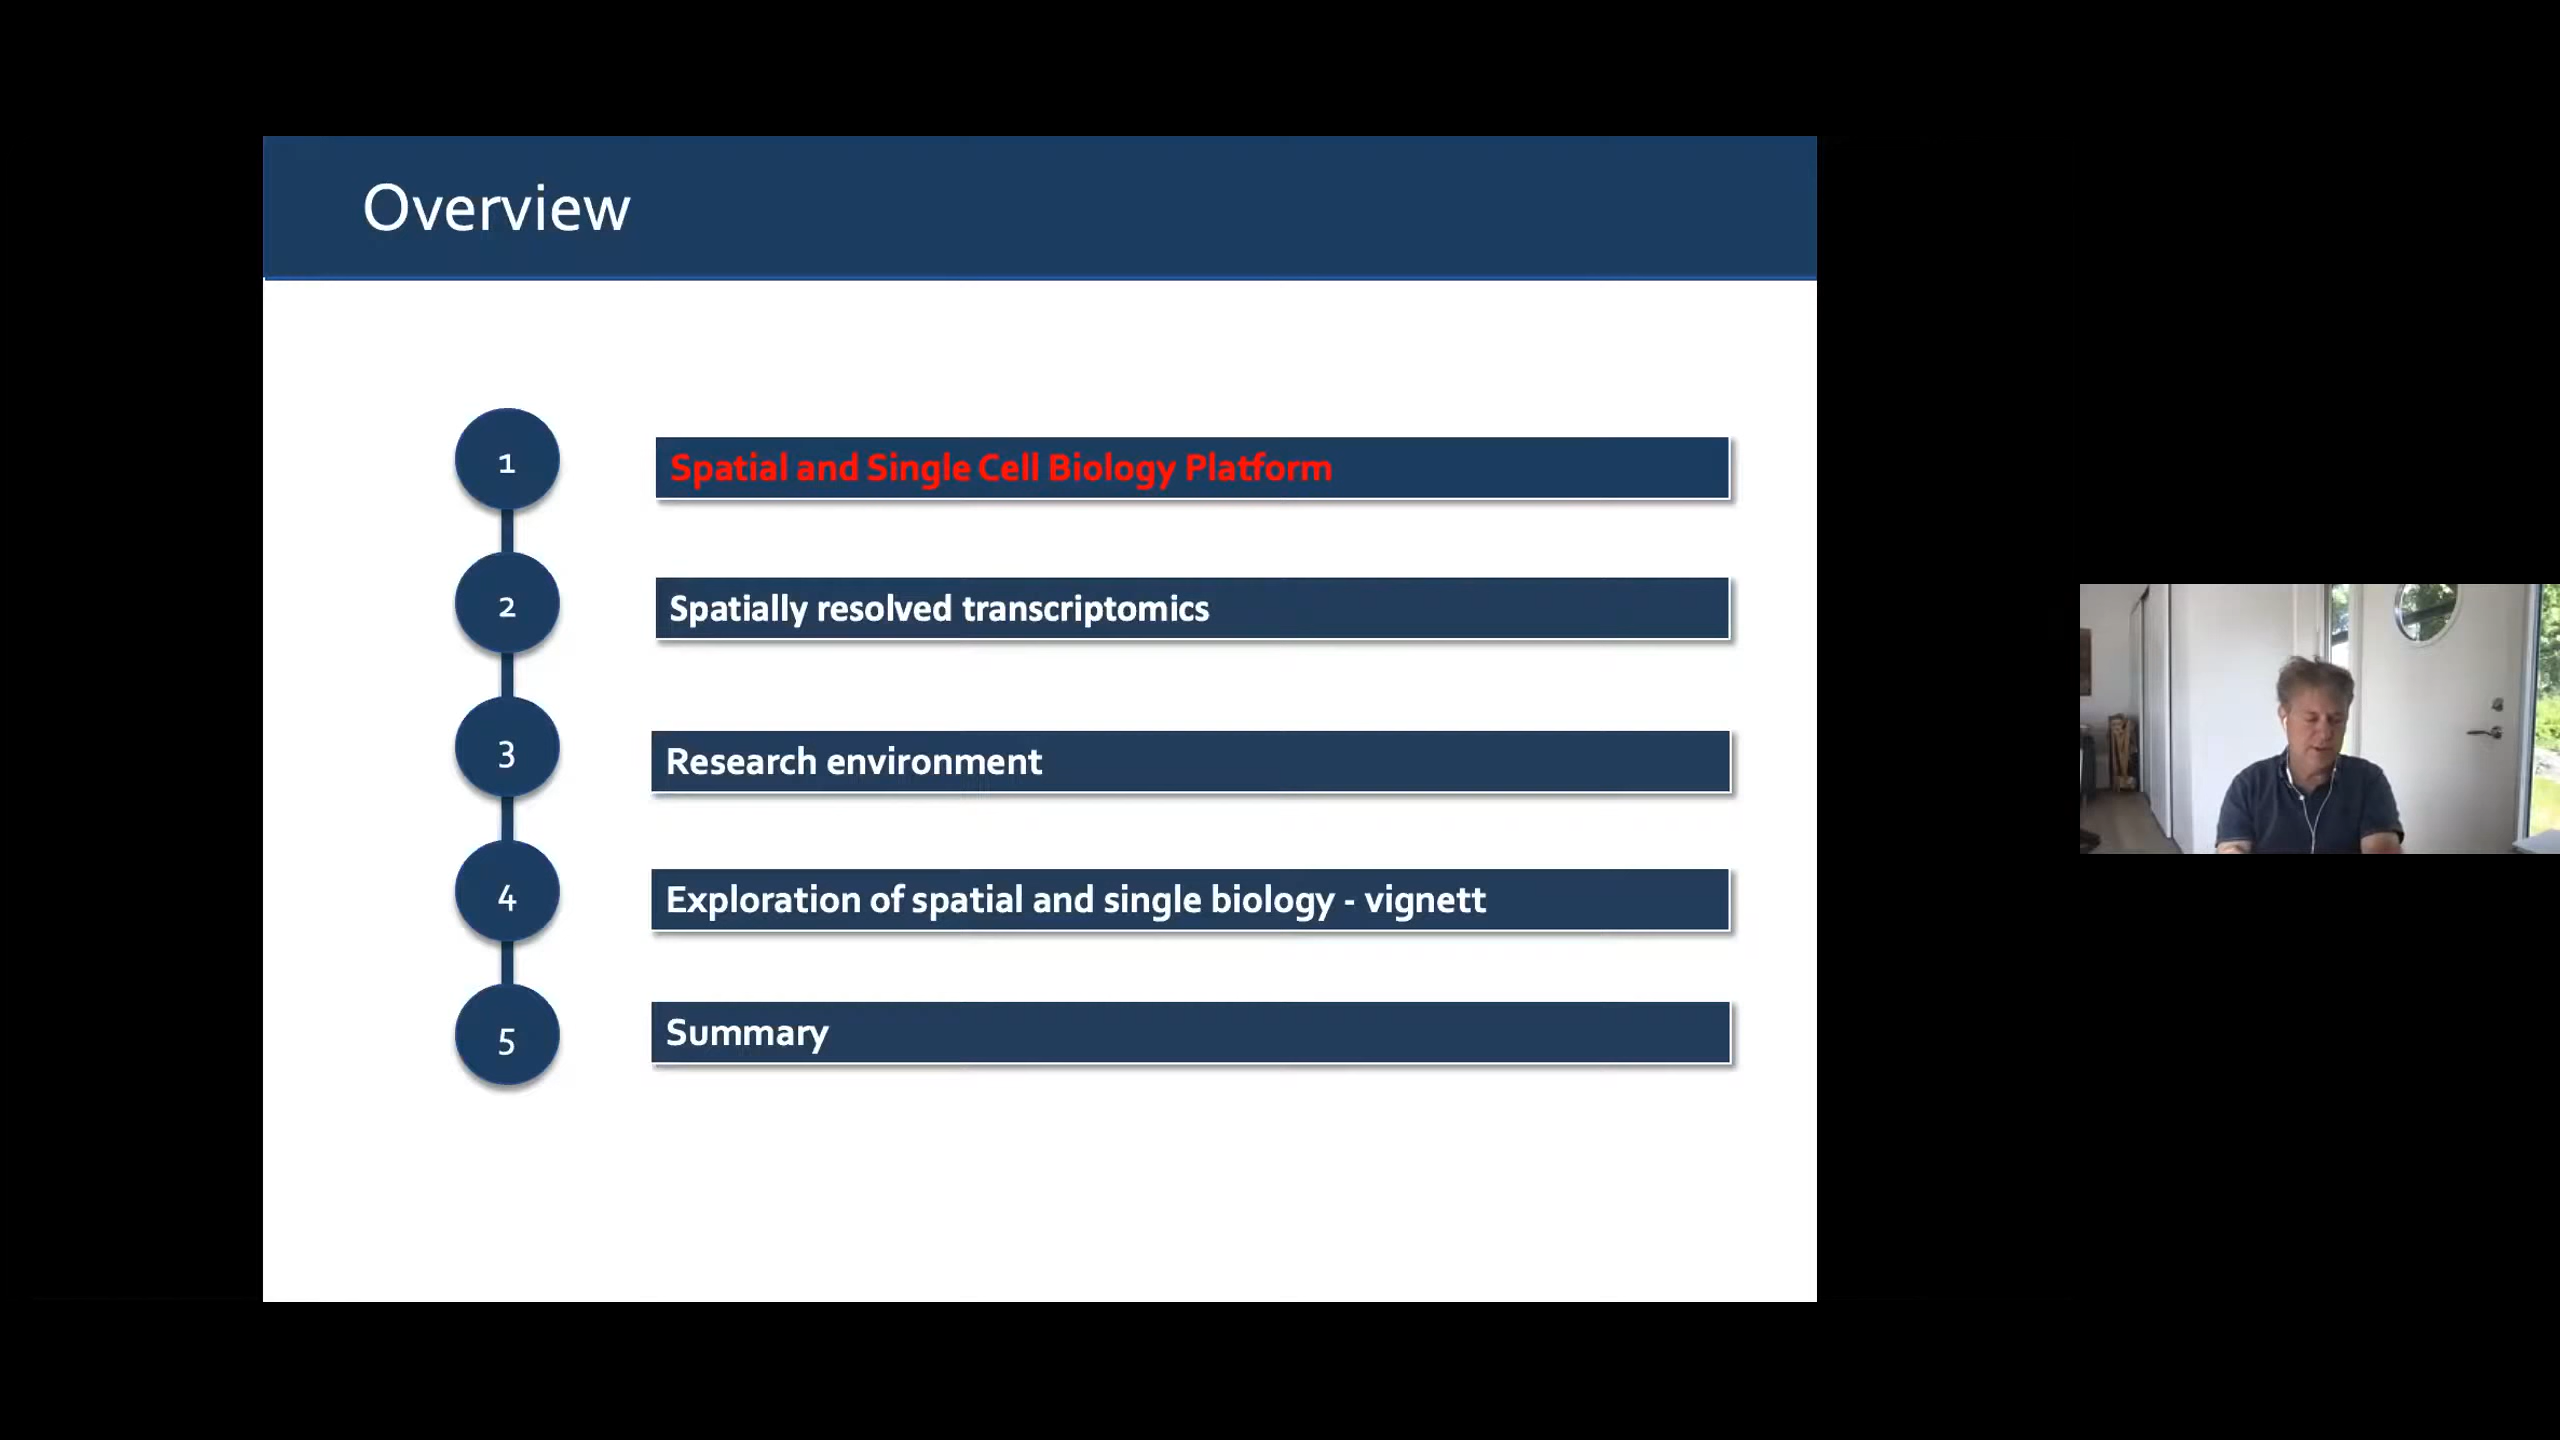 Overview
1
Spatial and Single Cell Biology Platform
2
Spatially resolved transcriptomics
3
Research environment
4
Exploration of spatial and single biology - vignett
5
Summary